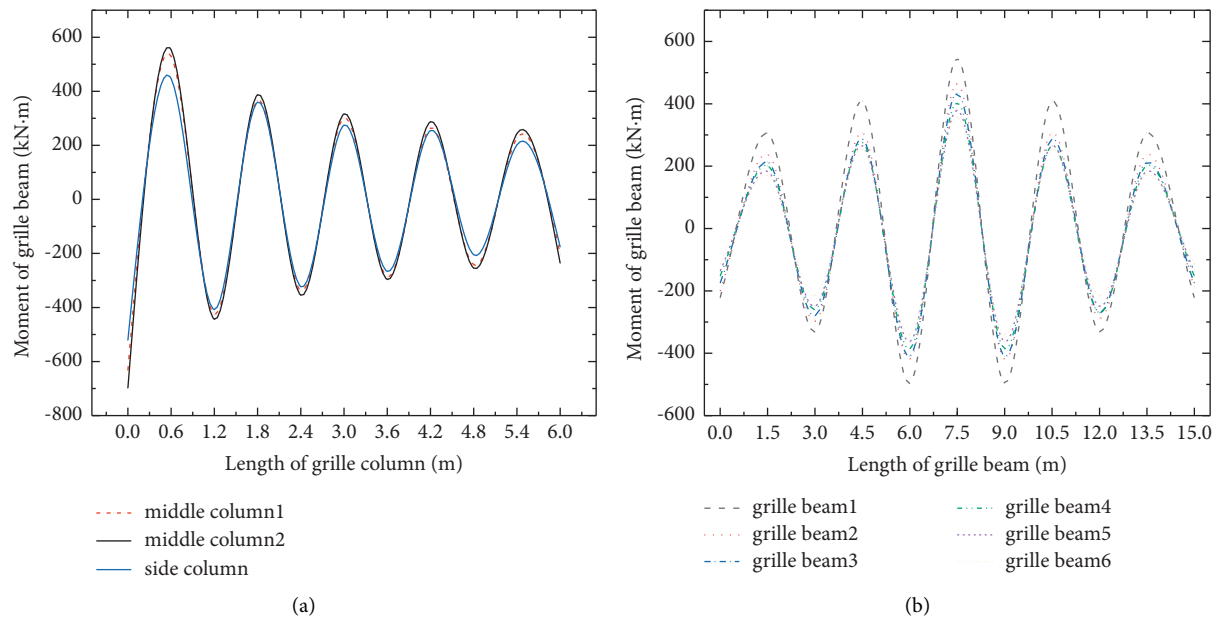 600
400
200
0
-200
-400
-600
-800
Moment of grille beam (kN·m)
0.0 0.6 1.2 1.8 2.4 3.0 3.6 4.2 4.8 5.4 6.0
Length of grille column (m)
middle column1
middle column2
side column
(a)
600
400
200
0
-200
-400
-600
Moment of grille beam (kN·m)
0.0 1.5 3.0 4.5 6.0 7.5 9.0 10.5 12.0 13.5 15.0
Length of grille beam (m)
grille beam1
grille beam2
grille beam3
grille beam4
grille beam5
grille beam6
(b)